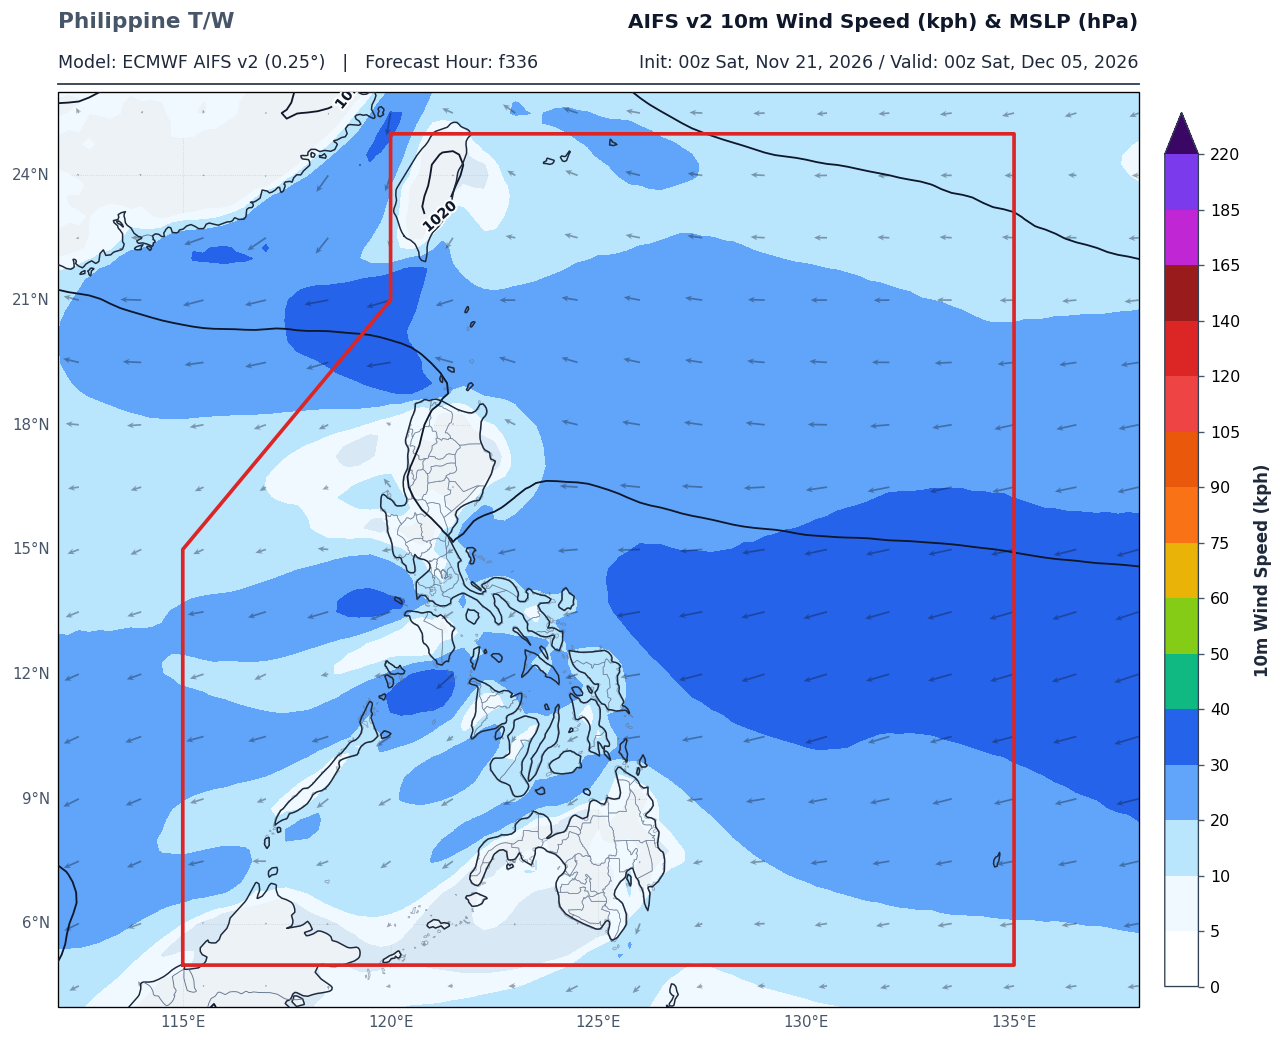 Philippine T/W
AIFS v2 10m Wind Speed (kph) & MSLP (hPa)
Model: ECMWF AIFS v2 (0.25°) | Forecast Hour: f336
Init: 00z Sat, Nov 21, 2026 / Valid: 00z Sat, Dec 05, 2026
1020
24°N
21°N
18°N
15°N
12°N
9°N
6°N
115°E
120°E
125°E
130°E
135°E
220
185
165
140
120
105
90
75
60
50
40
30
20
10
5
0
10m Wind Speed (kph)